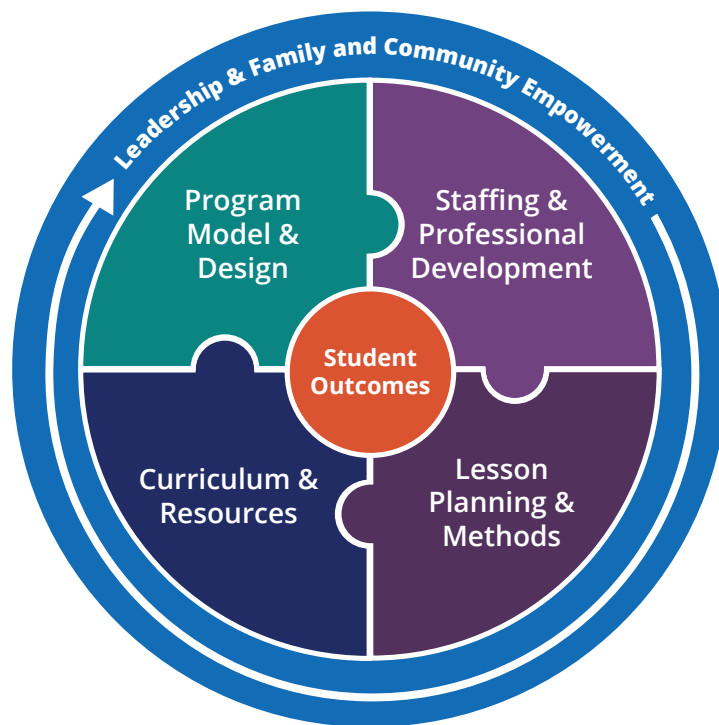 Leadership & Family and Community Empowerment
Program
Model &
Design
Staffing &
Professional
Development
Student
Outcomes
Curriculum &
Resources
Lesson
Planning &
Methods